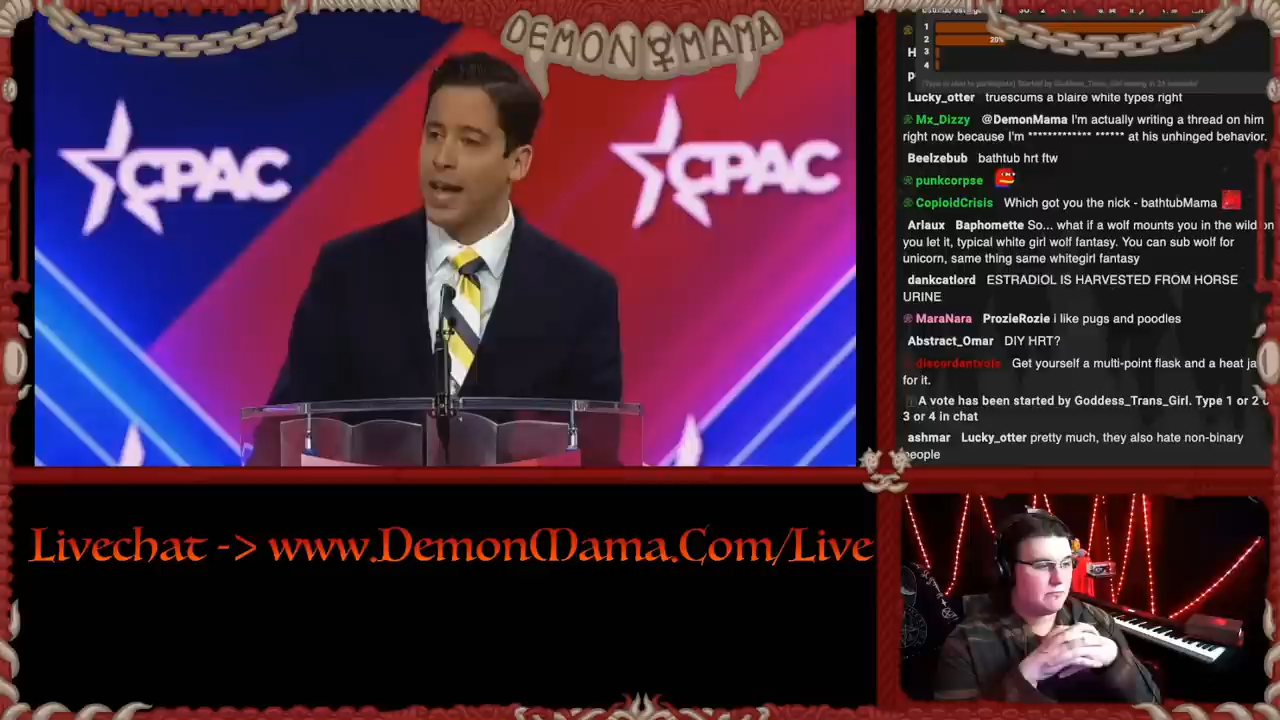 DEMON MAMA
CPAC
CPAC
1
2
20%
3
4
Lucky_otter truescums a blaire white types right
Mx_Dizzy @DemonMama I'm actually writing a thread on him
right now because I'm ************* ****** at his unhinged behavior.
Beelzebub bathtub hrt ftw
punkcorpse
CoploidCrisis Which got you the nick - bathtubMama
Arlaux Baphomette So... what if a wolf mounts you in the wild on
you let it, typical white girl wolf fantasy. You can sub wolf for
unicorn, same thing same whitegirl fantasy
dankcatlord ESTRADIOL IS HARVESTED FROM HORSE
URINE
MaraNara ProzieRozie i like pugs and poodles
Abstract_Omar DIY HRT?
Get yourself a multi-point flask and a heat ja
for it.
A vote has been started by Goddess_Trans_Girl. Type 1 or 2
3 or 4 in chat
ashmar Lucky_otter pretty much, they also hate non-binary
people
Livechat -> www.DemonMama.Com/Live